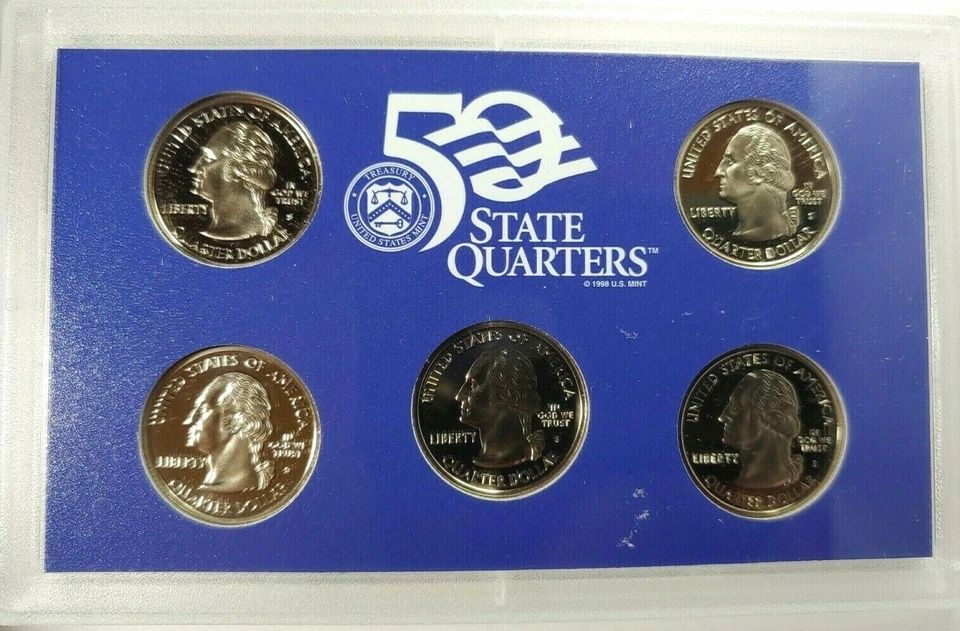 50
STATE
QUARTERS™
© 1998 U.S. MINT
TREASURY
UNITED STATES MINT
UNITED STATES OF AMERICA
LIBERTY
IN
GOD WE
TRUST
S
QUARTER DOLLAR
UNITED STATES OF AMERICA
LIBERTY
IN
GOD WE
TRUST
S
QUARTER DOLLAR
UNITED STATES OF AMERICA
LIBERTY
IN
GOD WE
TRUST
S
QUARTER DOLLAR
UNITED STATES OF AMERICA
LIBERTY
IN
GOD WE
TRUST
S
QUARTER DOLLAR
UNITED STATES OF AMERICA
LIBERTY
IN
GOD WE
TRUST
S
QUARTER DOLLAR